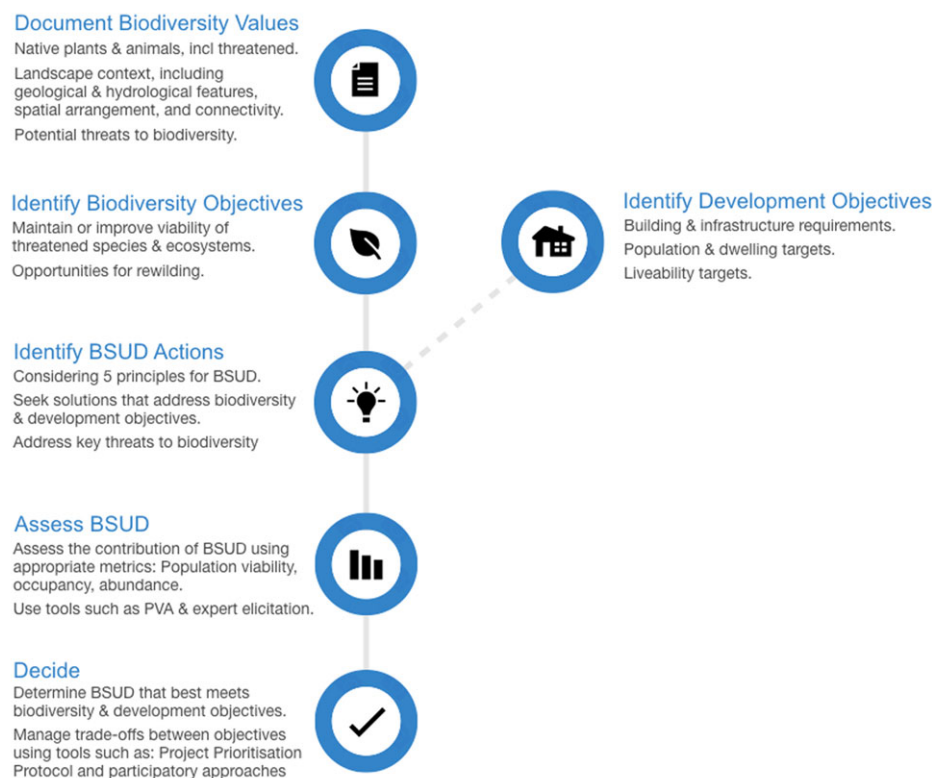 Document Biodiversity Values
Native plants & animals, incl threatened.
Landscape context, including
geological & hydrological features,
spatial arrangement, and connectivity.
Potential threats to biodiversity.
Identify Biodiversity Objectives
Maintain or improve viability of
threatened species & ecosystems.
Opportunities for rewilding.
Identify Development Objectives
Building & infrastructure requirements.
Population & dwelling targets.
Liveability targets.
Identify BSUD Actions
Considering 5 principles for BSUD.
Seek solutions that address biodiversity
& development objectives.
Address key threats to biodiversity
Assess BSUD
Assess the contribution of BSUD using
appropriate metrics: Population viability,
occupancy, abundance.
Use tools such as PVA & expert elicitation.
Decide
Determine BSUD that best meets
biodiversity & development objectives.
Manage trade-offs between objectives
using tools such as: Project Prioritisation
Protocol and participatory approaches